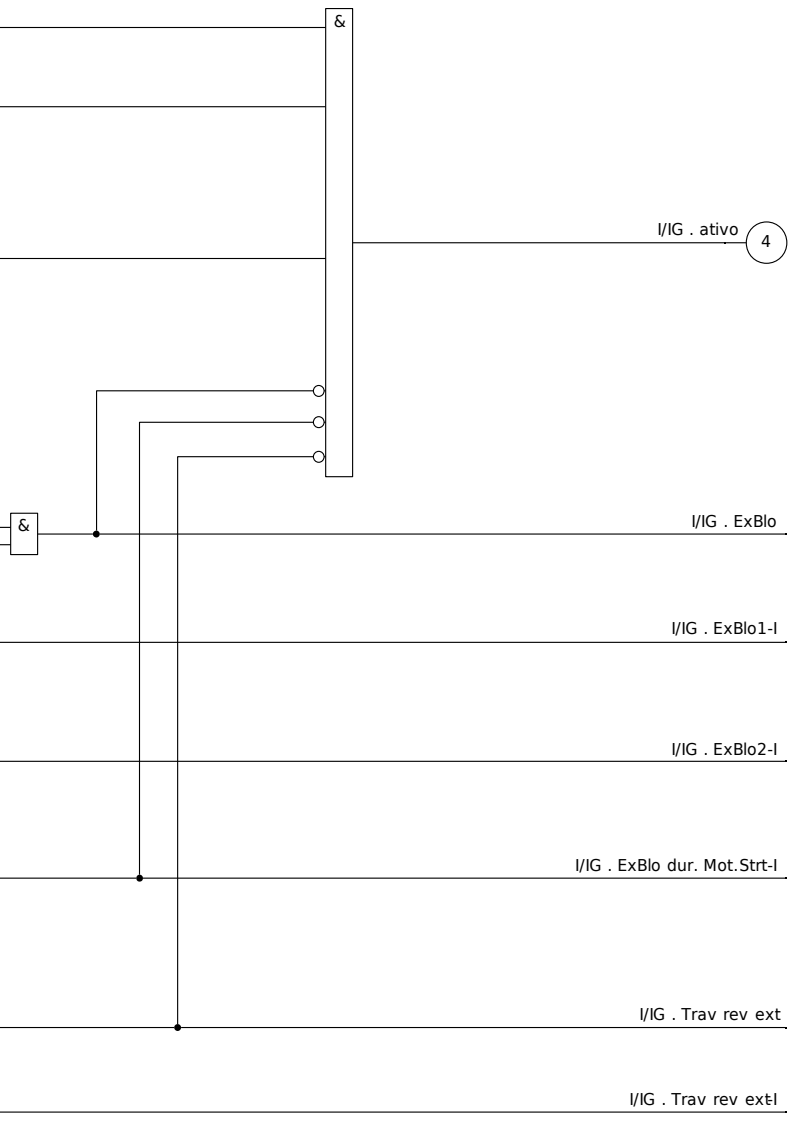 &
I/IG . ativo
4
I/IG . ExBlo
&
I/IG . ExBlo1-I
I/IG . ExBlo2-I
I/IG . ExBlo dur. Mot.Strt-I
I/IG . Trav rev ext
I/IG . Trav rev ext-I